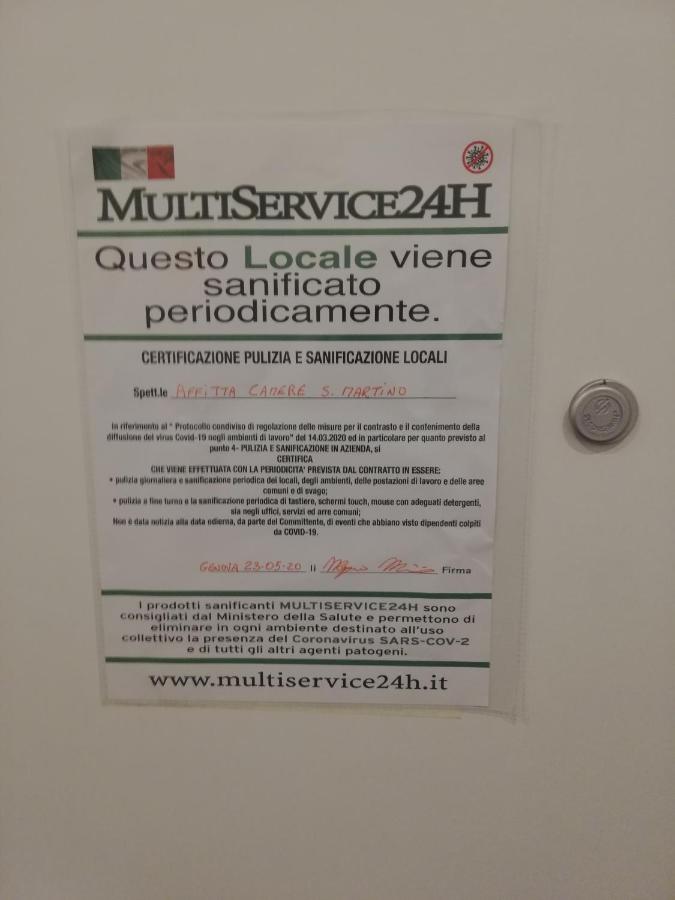 MULTISERVICE24H
Questo Locale viene
sanificato
periodicamente.
CERTIFICAZIONE PULIZIA E SANIFICAZIONE LOCALI
Spett.le AFFITTA CAMERE S. MARTINO
In riferimento al " Protocollo condiviso di regolazione delle misure per il contrasto e il contenimento della
diffusione del virus Covid-19 negli ambienti di lavoro" del 14.03.2020 ed in particolare per quanto previsto al
punto 4- PULIZIA E SANIFICAZIONE IN AZIENDA, si
CERTIFICA
CHE VIENE EFFETTUATA CON LA PERIODICITA' PREVISTA DAL CONTRATTO IN ESSERE:
• pulizia giornaliera e sanificazione periodica dei locali, degli ambienti, delle postazioni di lavoro e delle aree
comuni e di svago;
• pulizia a fine turno e la sanificazione periodica di tastiere, schermi touch, mouse con adeguati detergenti,
sia negli uffici, servizi ed arre comuni;
Non è data notizia alla data odierna, da parte del Committente, di eventi che abbiano visto dipendenti colpiti
da COVID-19.
GENOVA 23-05-20 li Firma
I prodotti sanificanti MULTISERVICE24H sono
consigliati dal Ministero della Salute e permettono di
eliminare in ogni ambiente destinato all'uso
collettivo la presenza del Coronavirus SARS-COV-2
e di tutti gli altri agenti patogeni.
www.multiservice24h.it